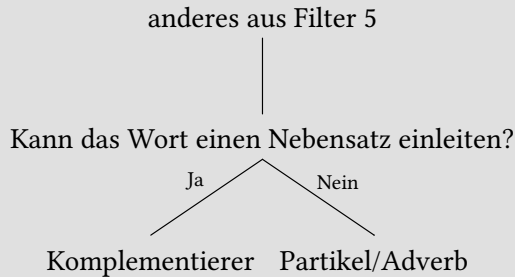 anderes aus Filter 5
Kann das Wort einen Nebensatz einleiten?
Ja Nein
Komplementierer Partikel/Adverb